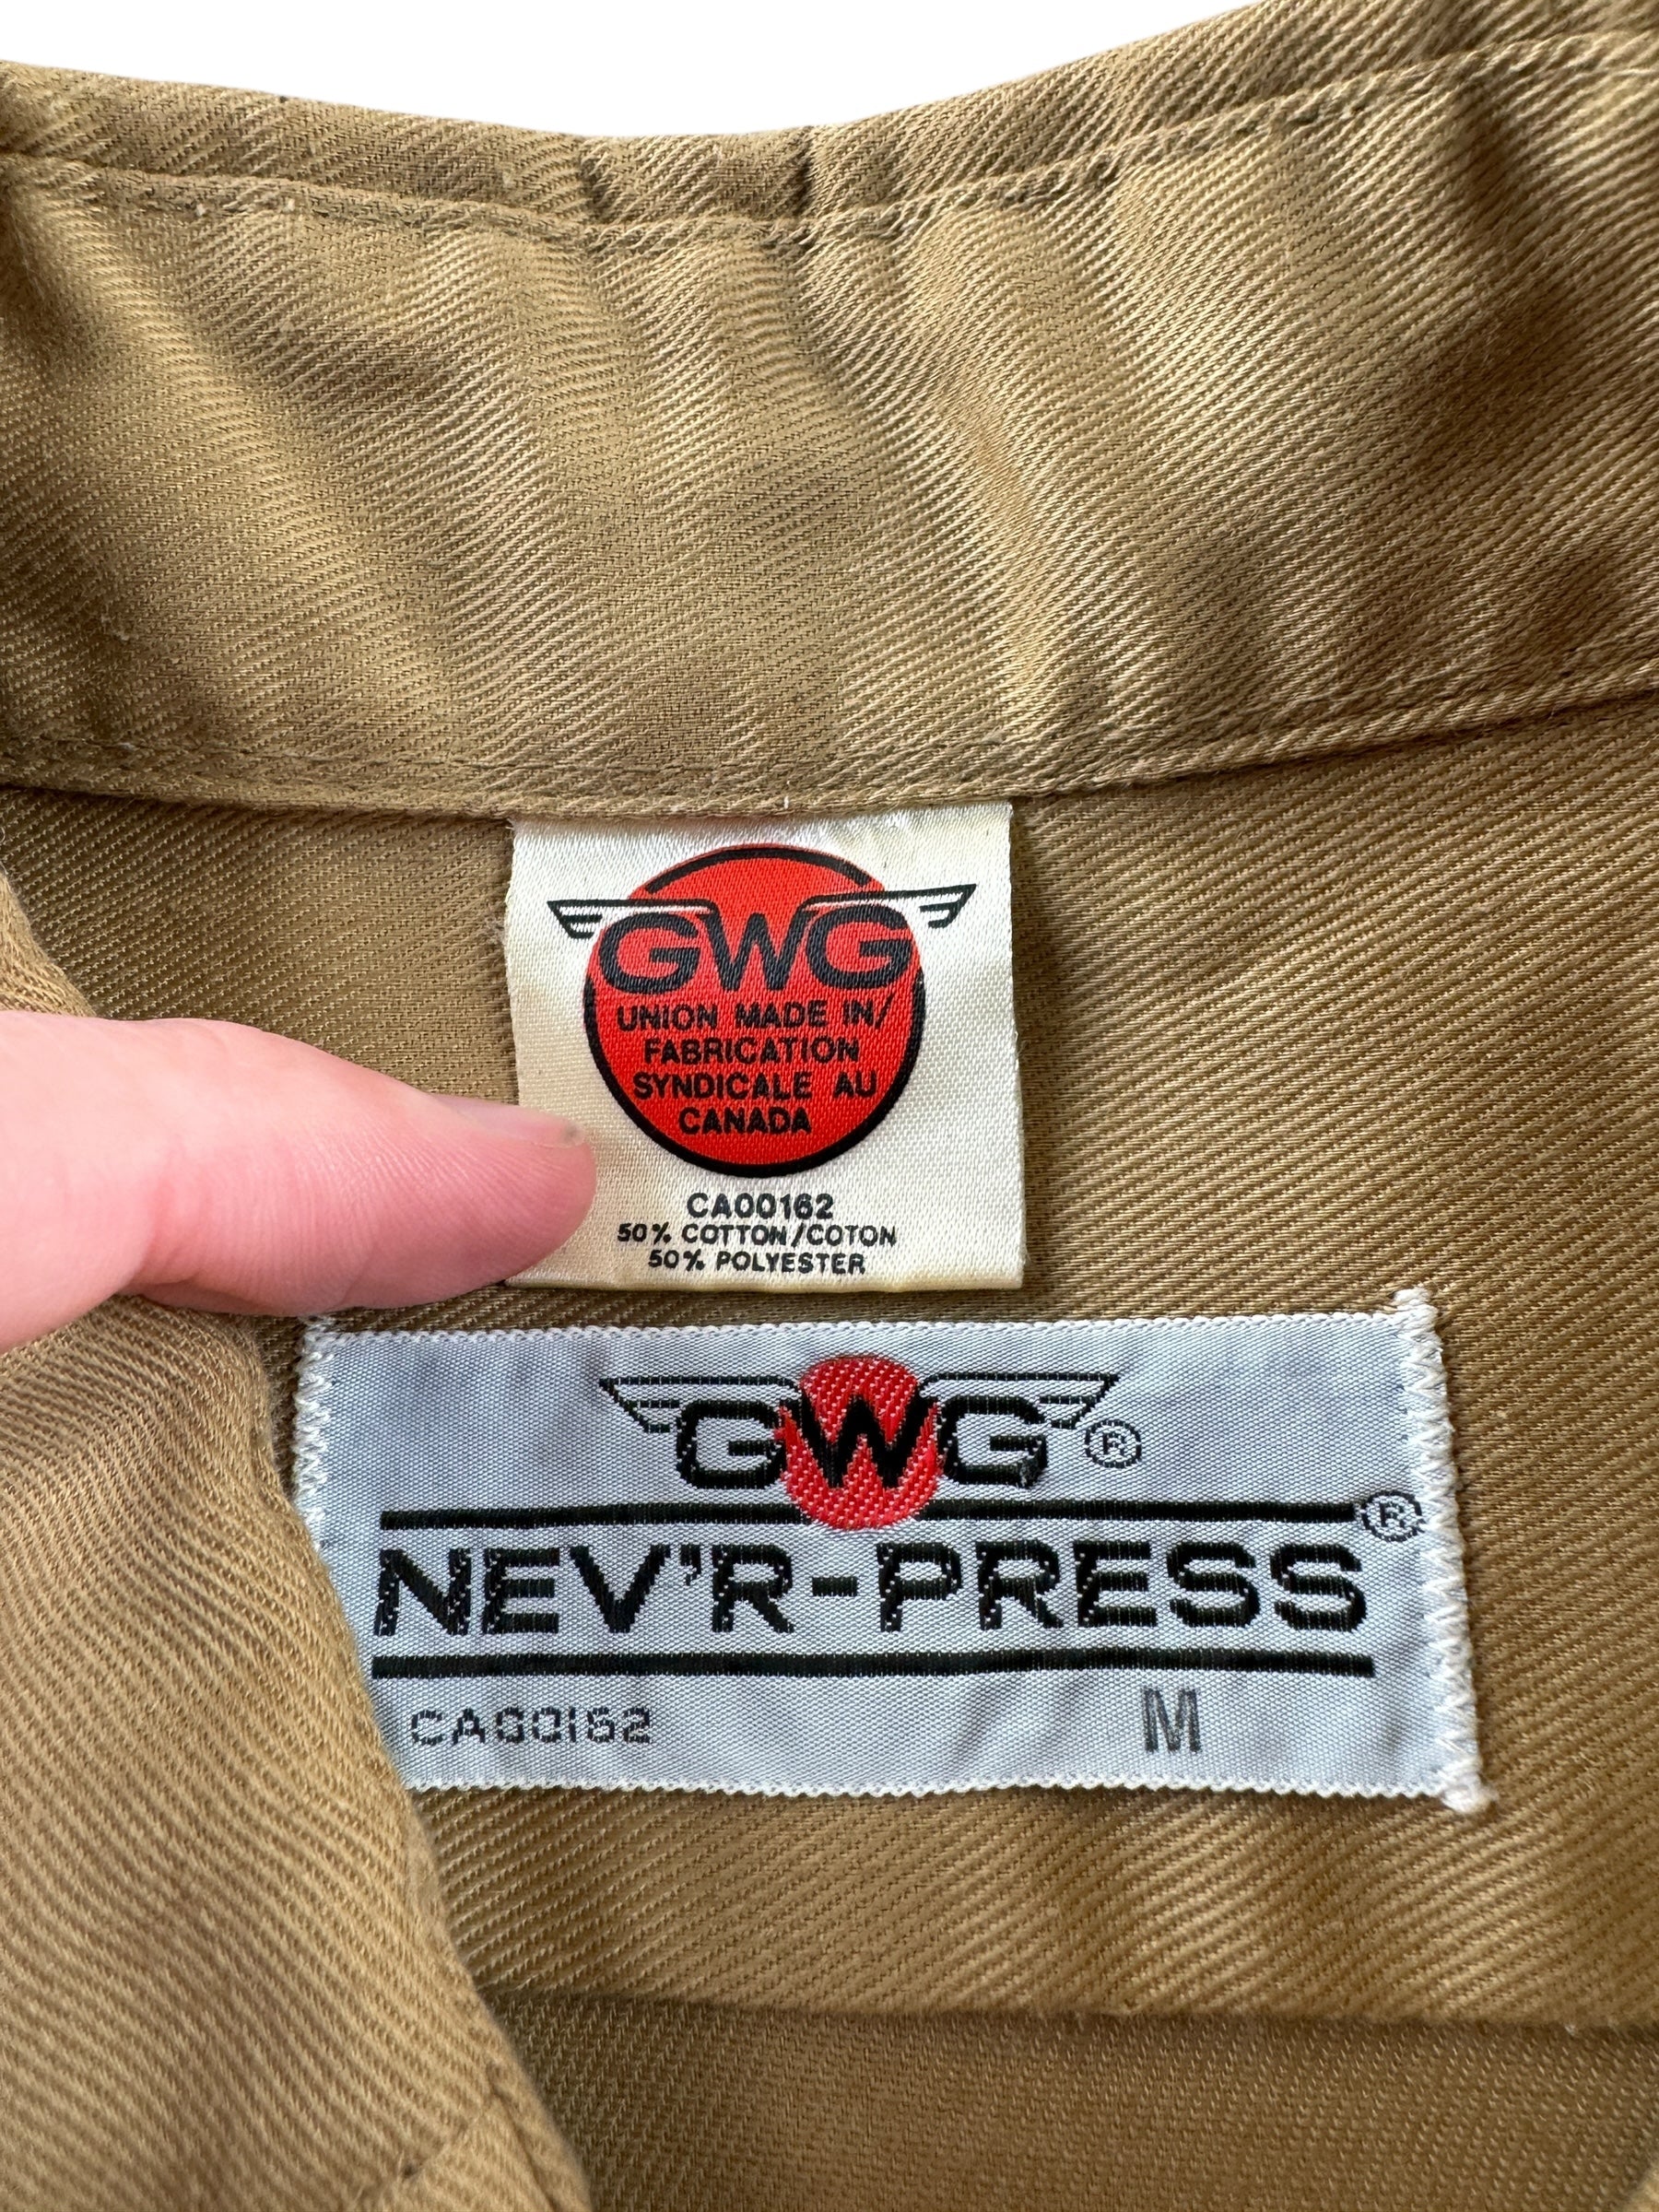 GWG
UNION MADE IN/
FABRICATION
SYNDICALE AU
CANADA
CA00162
50% COTTON/COTON
50% POLYESTER
GWG®
NEV'R-PRESS®
CA00162 M